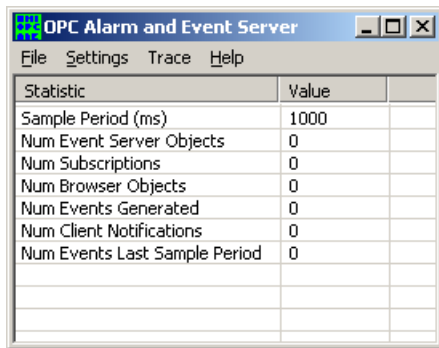 OPC Alarm and Event Server
File Settings Trace Help
Statistic Value
Sample Period (ms) 1000
Num Event Server Objects 0
Num Subscriptions 0
Num Browser Objects 0
Num Events Generated 0
Num Client Notifications 0
Num Events Last Sample Period 0